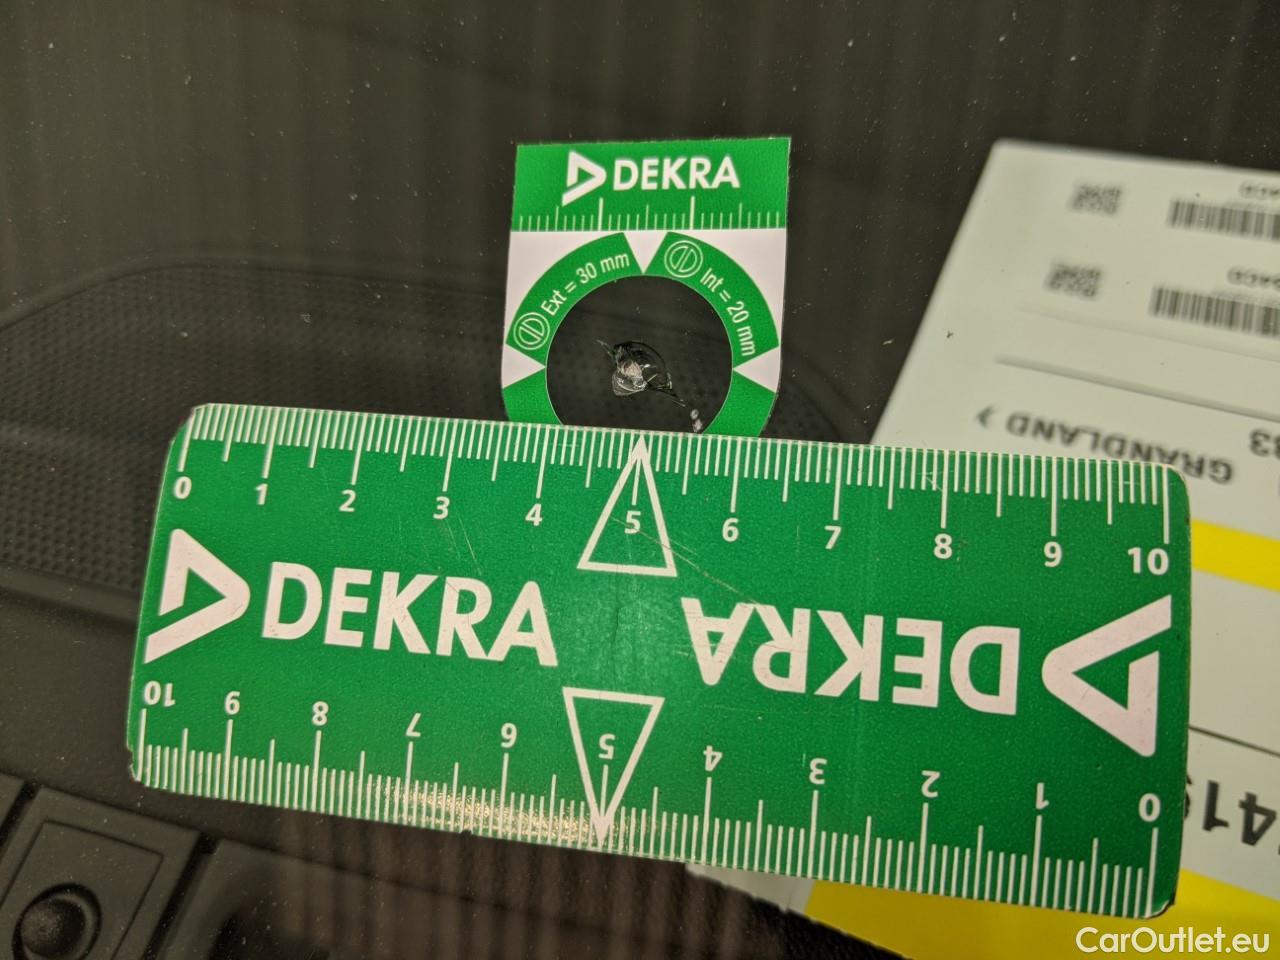 DEKRA
Ext = 30 mm
Int = 20 mm
GRANDLAND >
0 1 2 3 4 5 6 7 8 9 10
DEKRA DEKRA
10 9 8 7 6 5 4 3 2 1 0
CarOutlet.eu